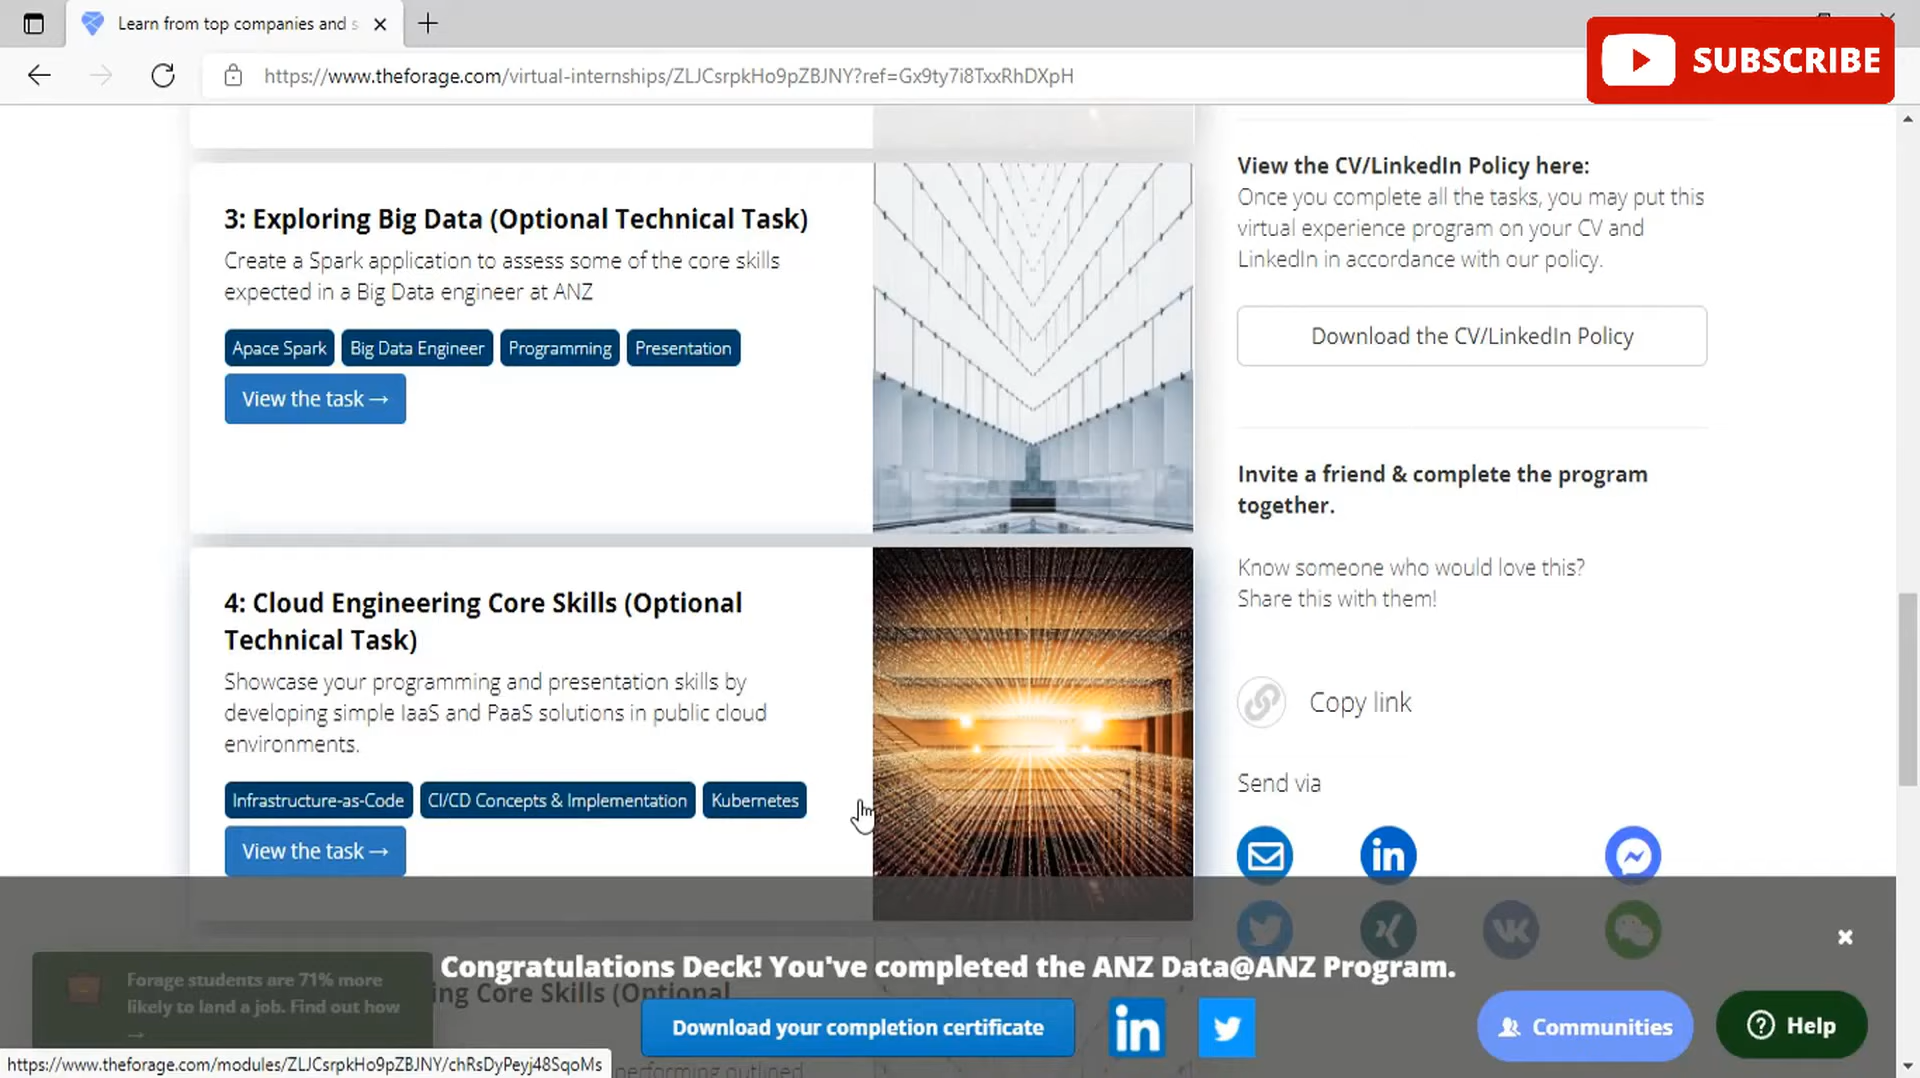 Learn from top companies and s
https://www.theforage.com/virtual-internships/ZLJCsrpkHo9pZBJNY?ref=Gx9ty7i8TxxRhDXpH
SUBSCRIBE
3: Exploring Big Data (Optional Technical Task)
Create a Spark application to assess some of the core skills
expected in a Big Data engineer at ANZ
Apace Spark
Big Data Engineer
Programming
Presentation
View the task →
4: Cloud Engineering Core Skills (Optional
Technical Task)
Showcase your programming and presentation skills by
developing simple IaaS and PaaS solutions in public cloud
environments.
Infrastructure-as-Code
CI/CD Concepts & Implementation
Kubernetes
View the task →
View the CV/LinkedIn Policy here:
Once you complete all the tasks, you may put this
virtual experience program on your CV and
LinkedIn in accordance with our policy.
Download the CV/LinkedIn Policy
Invite a friend & complete the program
together.
Know someone who would love this?
Share this with them!
Copy link
Send via
Congratulations Deck! You've completed the ANZ Data@ANZ Program.
Forage students are 71% more
likely to land a job. Find out how
→
ing Core Skills (Optional
Download your completion certificate
Communities
Help
https://www.theforage.com/modules/ZLJCsrpkHo9pZBJNY/chRsDyPeyj48SqoMs
performing outlined